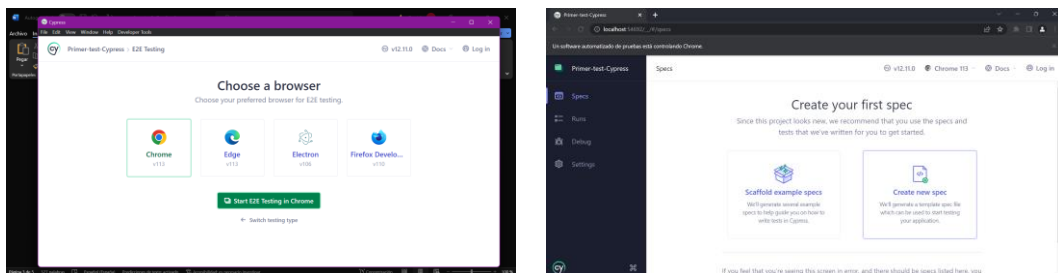 Cypress
File Edit View Window Help Developer Tools
Archivo
Pegar
Primer-test-Cypress > E2E Testing
v12.11.0 Docs Log in
Choose a browser
Choose your preferred browser for E2E testing.
Chrome
v113
Edge
v113
Electron
v106
Firefox Develo...
v110
Start E2E Testing in Chrome
← Switch testing type
Primer-test-Cypress
localhost
Un software automatizado de pruebas está controlando Chrome.
Primer-test-Cypress
Specs
Runs
Debug
Settings
Specs
v12.11.0 Chrome 113 Docs Log in
Create your first spec
Since this project looks new, we recommend that you use the specs and
tests that we've written for you to get started.
Scaffold example specs
We'll generate several example
specs to help guide you on how to
write tests in Cypress.
Create new spec
We'll generate a template spec file
which can be used to start testing
your application.
If you feel that you're seeing this screen in error, and there should be specs listed here, you